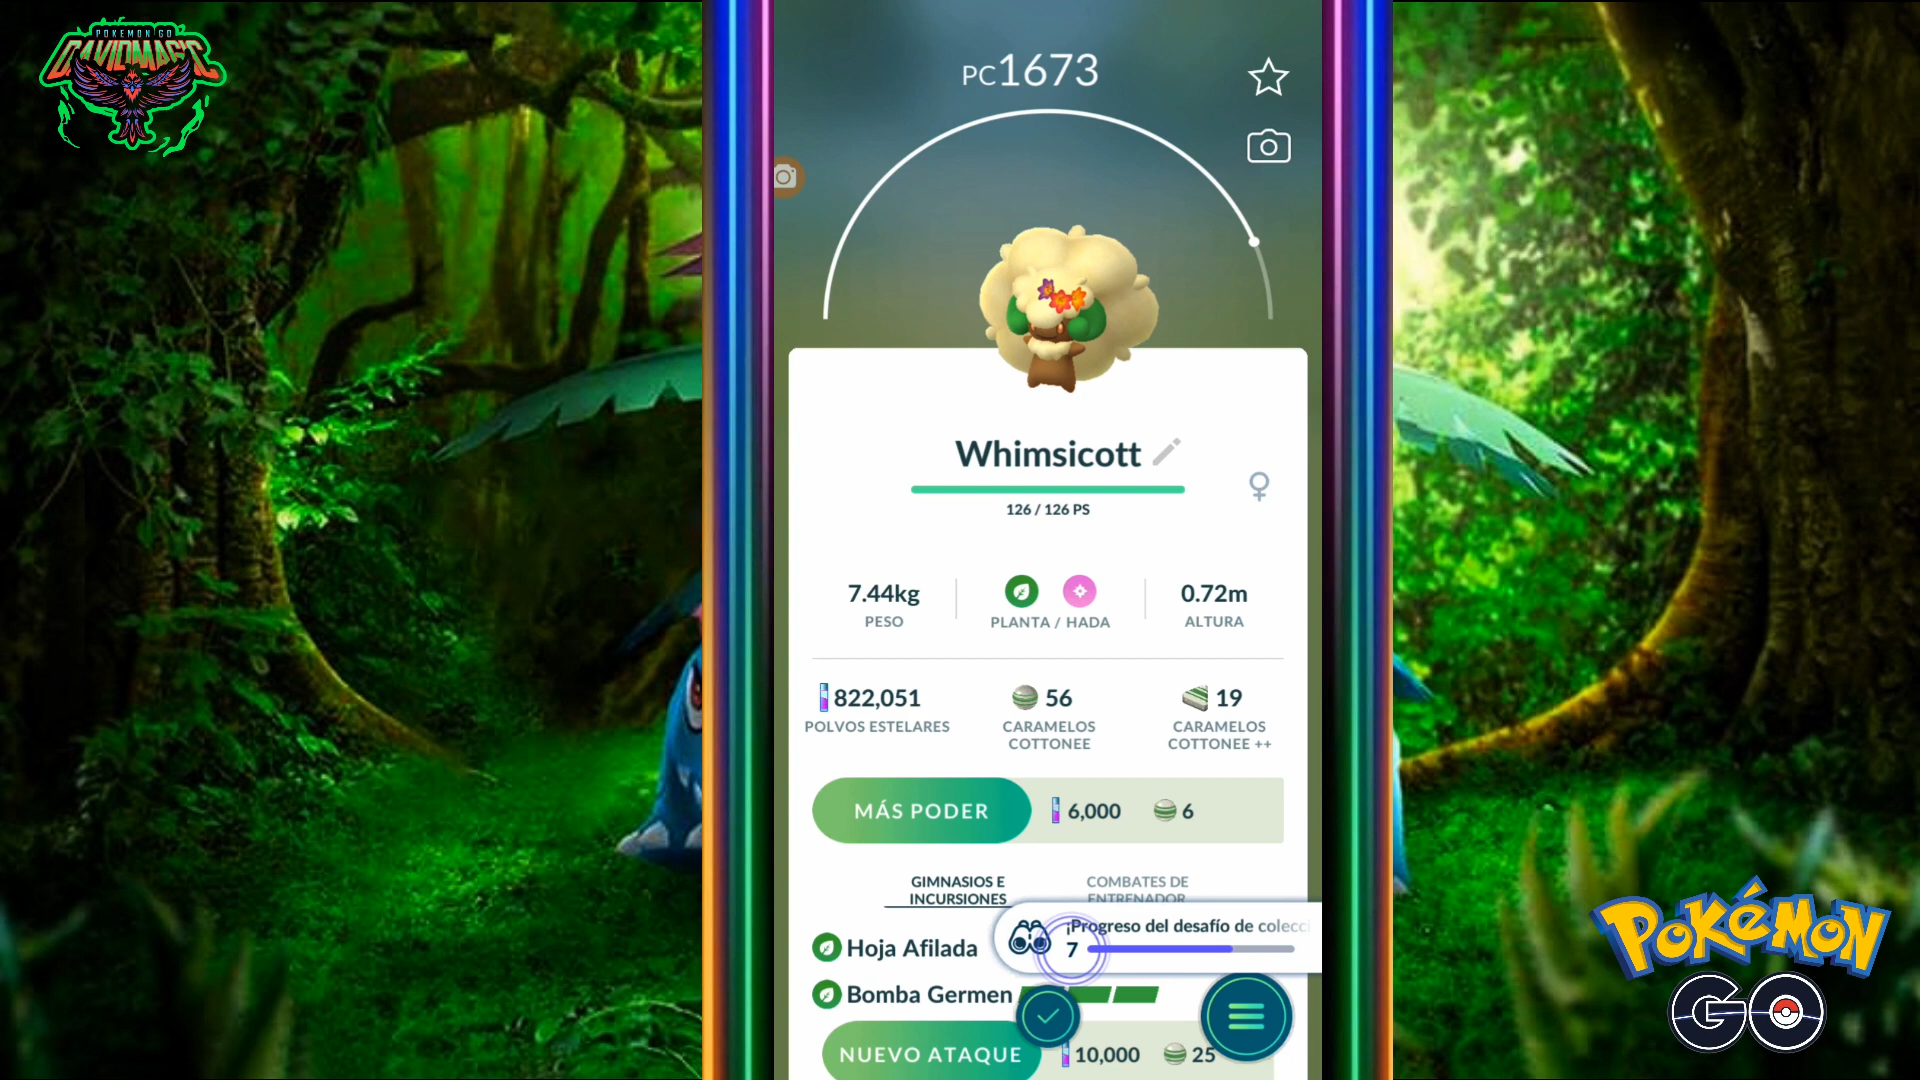 POKEMON GO
DAVIDMAGIC
PC1673
Whimsicott
126 / 126 PS
7.44kg
PESO
PLANTA / HADA
0.72m
ALTURA
822,051
POLVOS ESTELARES
56
CARAMELOS
COTTONEE
19
CARAMELOS
COTTONEE ++
MÁS PODER
6,000
6
GIMNASIOS E
INCURSIONES
COMBATES DE
ENTRENADOR
¡Progreso del desafío de colecci
7
Hoja Afilada
Bomba Germen
NUEVO ATAQUE
10,000
25
POKÉMON
GO